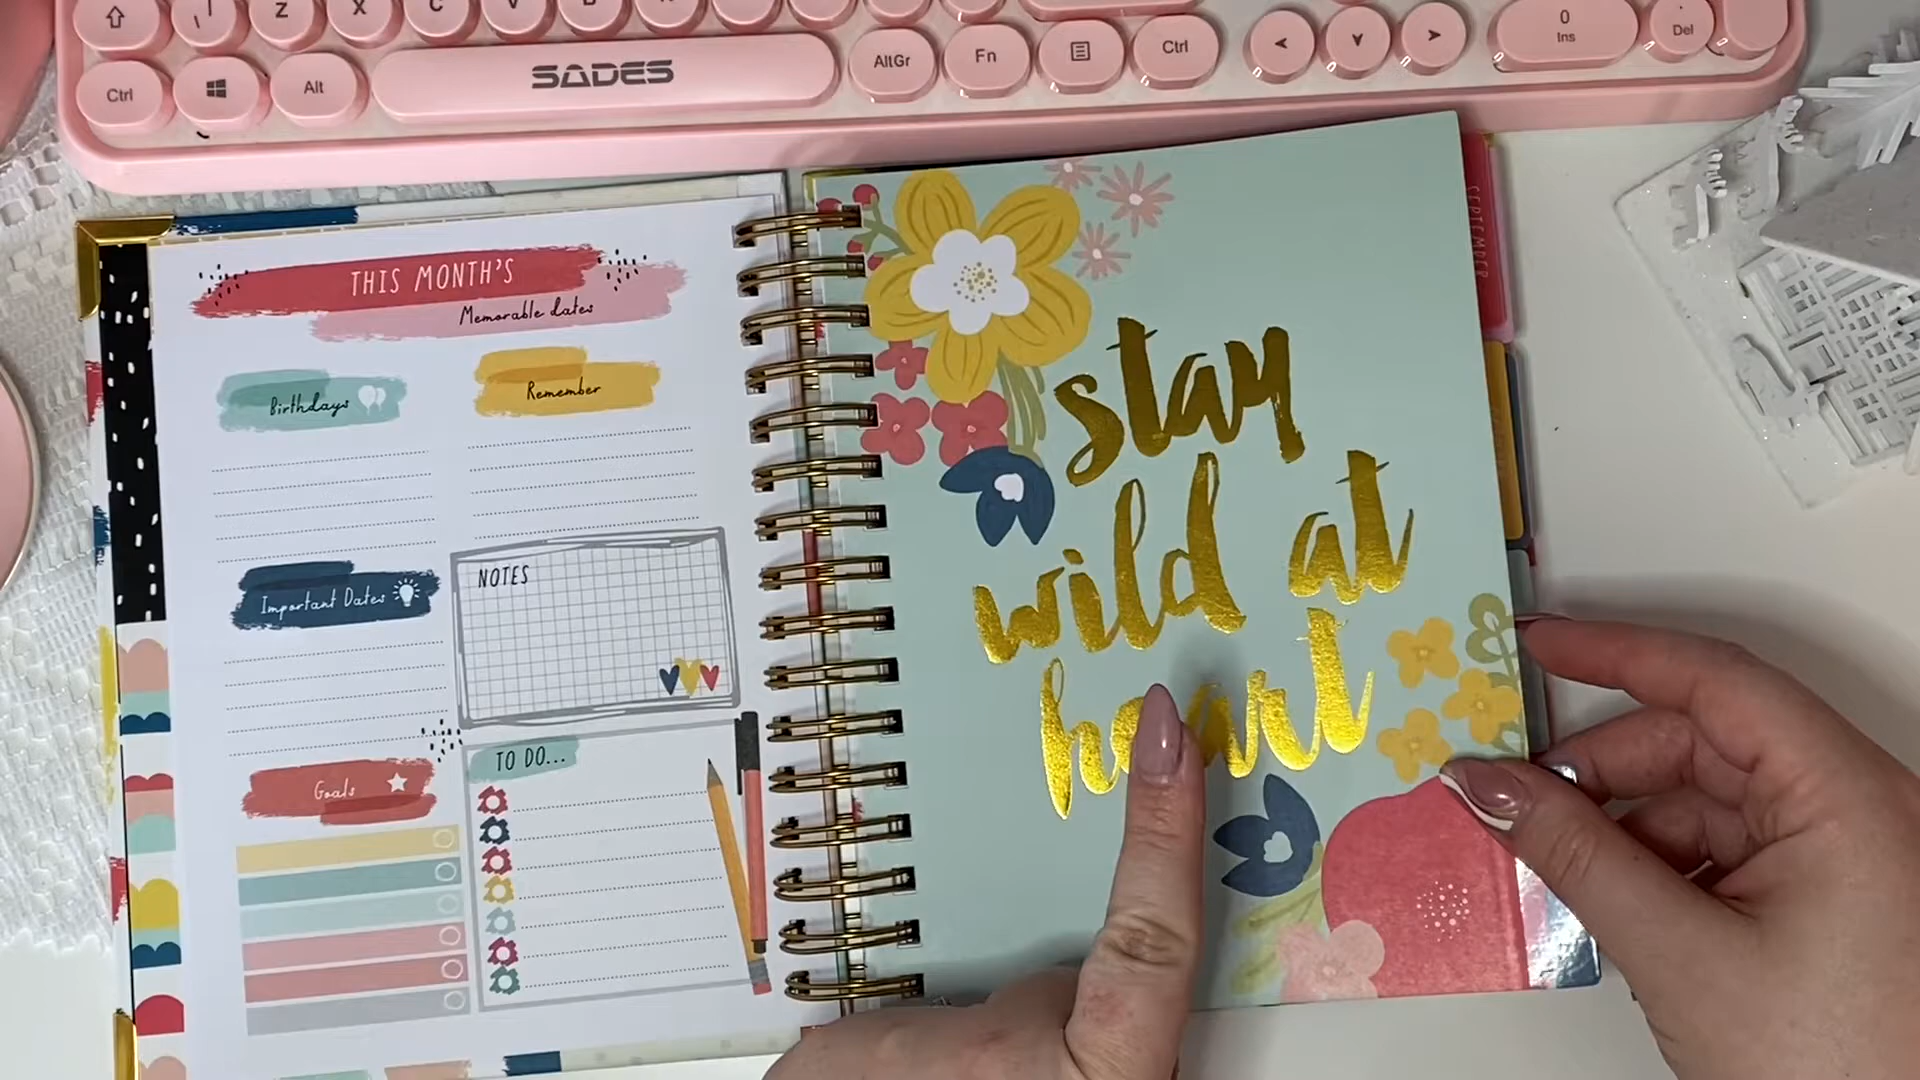 Z X C V B
Ctrl Alt SADES AltGr Fn Ctrl 0 Ins Del
THIS MONTH'S
Memorable dates
Birthdays
Remember
Important Dates
NOTES
Goals
TO DO...
stay
wild at
heart
SEPTEMBER